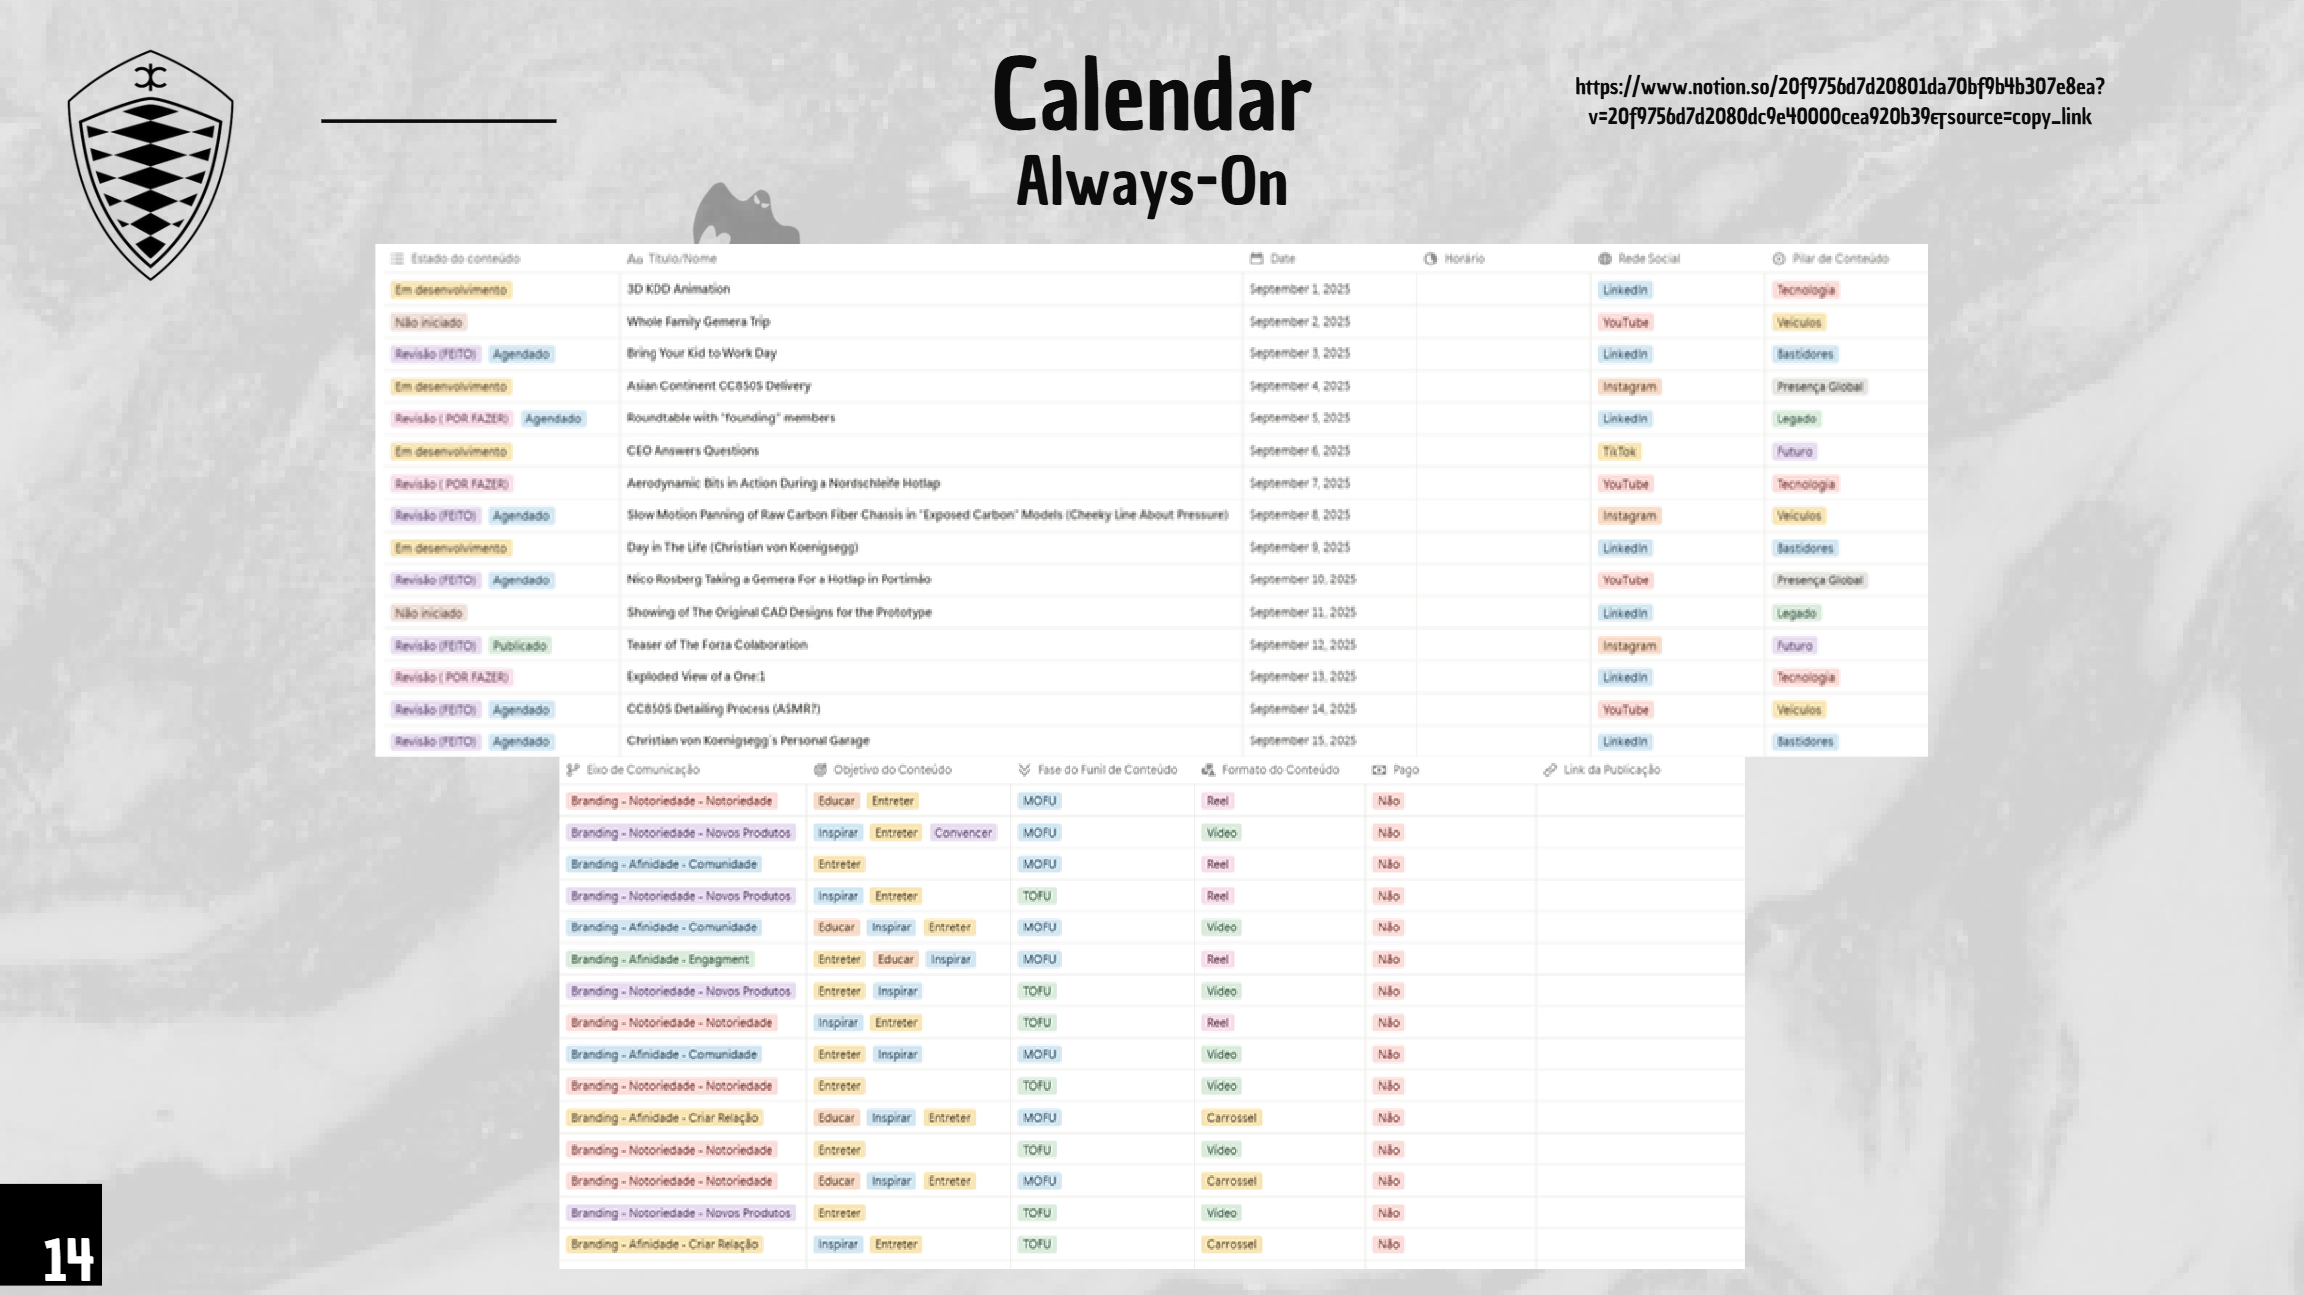 Calendar
Always-On
https://www.notion.so/20f9756d7d20801da70bf9b4b307e8ea?
v=20f9756d7d2080dc9e40000cea920b39&source=copy_link
Estado do conteúdo Aa Título/Nome Date Horário Rede Social Pilar de Conteúdo
Em desenvolvimento 3D KDD Animation September 1, 2025 LinkedIn Tecnologia
Não iniciado Whole Family Gemera Trip September 2, 2025 YouTube Veículos
Revisão (FEITO) Agendado Bring Your Kid to Work Day September 3, 2025 LinkedIn Bastidores
Em desenvolvimento Asian Continent CC850S Delivery September 4, 2025 Instagram Presença Global
Revisão ( POR FAZER) Agendado Roundtable with "founding" members September 5, 2025 LinkedIn Legado
Em desenvolvimento CEO Answers Questions September 6, 2025 TikTok Futuro
Revisão ( POR FAZER) Aerodynamic Bits in Action During a Nordschleife Hotlap September 7, 2025 YouTube Tecnologia
Revisão (FEITO) Agendado Slow Motion Panning of Raw Carbon Fiber Chassis in "Exposed Carbon" Models (Cheeky Line About Pressure) September 8, 2025 Instagram Veículos
Em desenvolvimento Day in The Life (Christian von Koenigsegg) September 9, 2025 LinkedIn Bastidores
Revisão (FEITO) Agendado Nico Rosberg Taking a Gemera For a Hotlap in Portimão September 10, 2025 YouTube Presença Global
Não iniciado Showing of The Original CAD Designs for the Prototype September 11, 2025 LinkedIn Legado
Revisão (FEITO) Publicado Teaser of The Forza Colaboration September 12, 2025 Instagram Futuro
Revisão ( POR FAZER) Exploded View of a One:1 September 13, 2025 LinkedIn Tecnologia
Revisão (FEITO) Agendado CC850S Detailing Process (ASMR?) September 14, 2025 YouTube Veículos
Revisão (FEITO) Agendado Christian von Koenigsegg's Personal Garage September 15, 2025 LinkedIn Bastidores
Eixo de Comunicação Objetivo do Conteúdo Fase do Funil de Conteúdo Formato do Conteúdo Pago Link da Publicação
Branding - Notoriedade - Notoriedade Educar Entreter MOFU Reel Não
Branding - Notoriedade - Novos Produtos Inspirar Entreter Convencer MOFU Vídeo Não
Branding - Afinidade - Comunidade Entreter MOFU Reel Não
Branding - Notoriedade - Novos Produtos Inspirar Entreter TOFU Reel Não
Branding - Afinidade - Comunidade Educar Inspirar Entreter MOFU Vídeo Não
Branding - Afinidade - Engagment Entreter Educar Inspirar MOFU Reel Não
Branding - Notoriedade - Novos Produtos Entreter Inspirar TOFU Vídeo Não
Branding - Notoriedade - Notoriedade Inspirar Entreter TOFU Reel Não
Branding - Afinidade - Comunidade Entreter Inspirar MOFU Vídeo Não
Branding - Notoriedade - Notoriedade Entreter TOFU Vídeo Não
Branding - Afinidade - Criar Relação Educar Inspirar Entreter MOFU Carrossel Não
Branding - Notoriedade - Notoriedade Entreter TOFU Vídeo Não
Branding - Notoriedade - Notoriedade Educar Inspirar Entreter MOFU Carrossel Não
Branding - Notoriedade - Novos Produtos Entreter TOFU Vídeo Não
Branding - Afinidade - Criar Relação Inspirar Entreter TOFU Carrossel Não
14